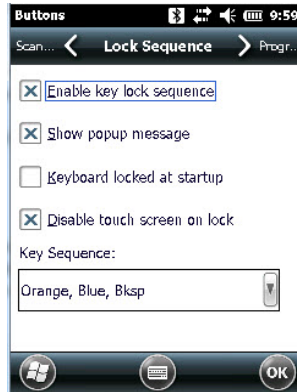 Buttons 9:59
Scan... Lock Sequence Progr...
Enable key lock sequence
Show popup message
Keyboard locked at startup
Disable touch screen on lock
Key Sequence:
Orange, Blue, Bksp
OK